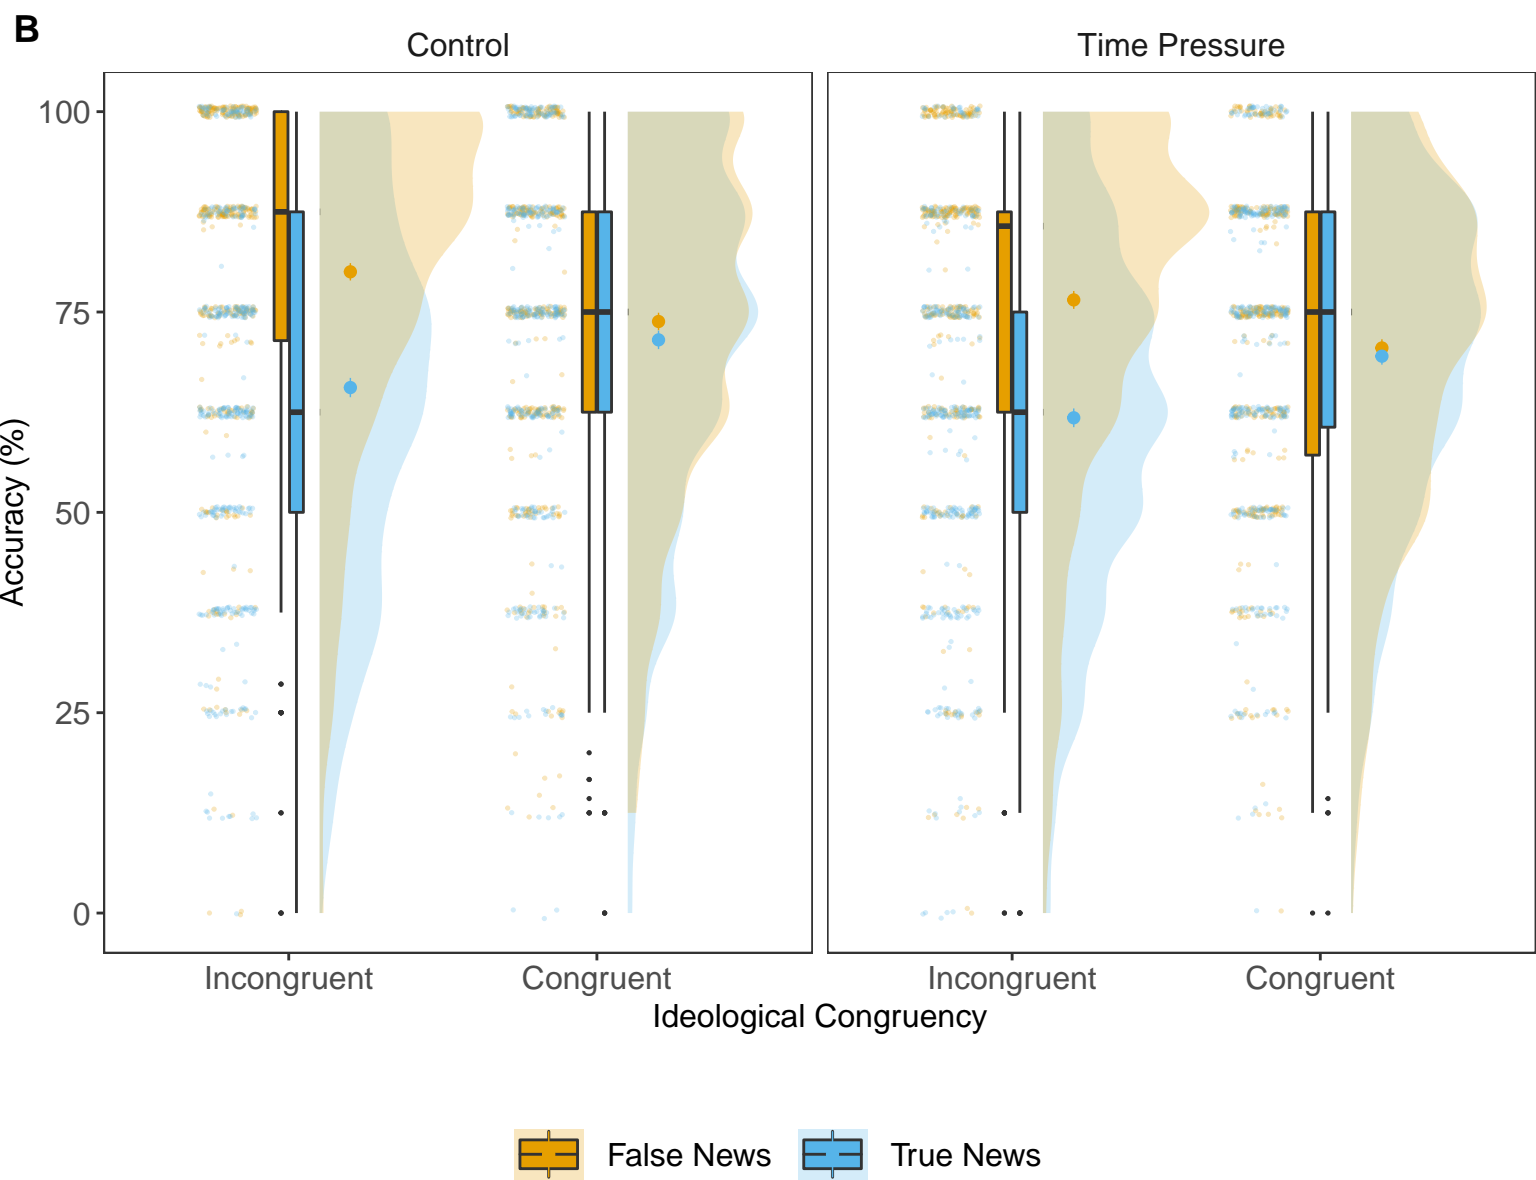 B
Control
Time Pressure
100
75
50
25
0
Accuracy (%)
Incongruent
Congruent
Incongruent
Congruent
Ideological Congruency
False News
True News